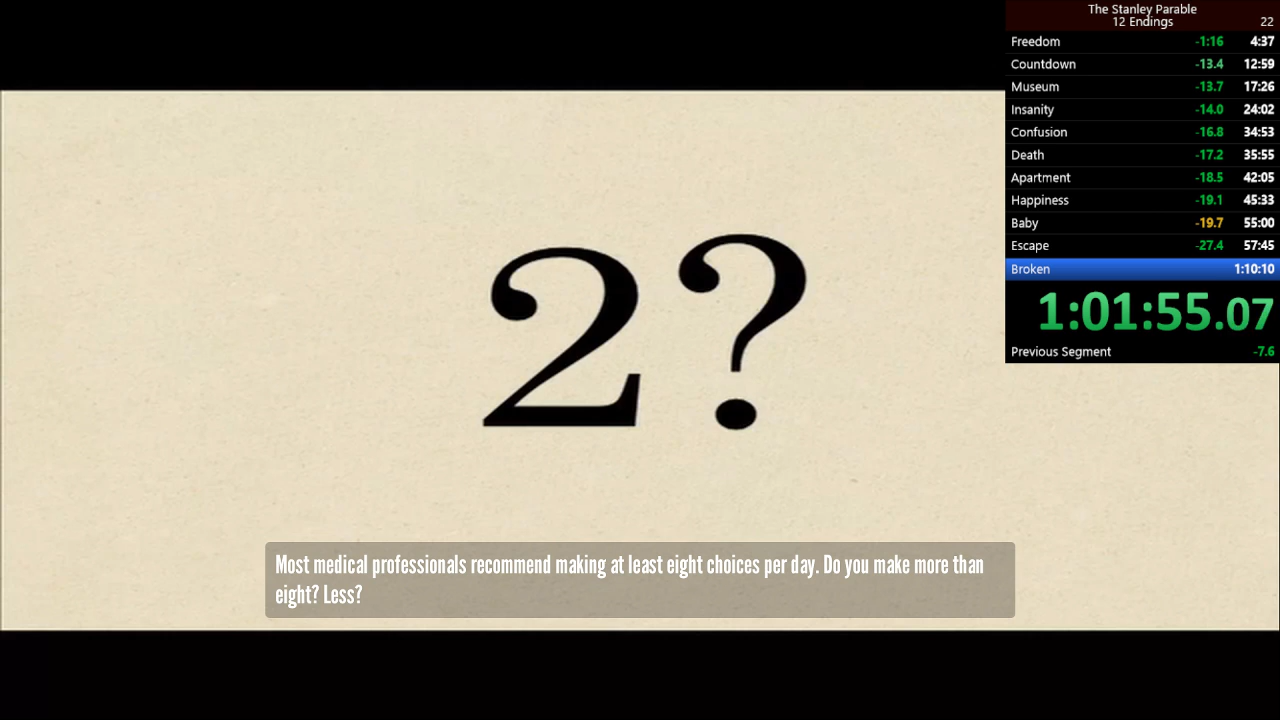 The Stanley Parable
12 Endings 22
Freedom -1:16 4:37
Countdown -13.4 12:59
Museum -13.7 17:26
Insanity -14.0 24:02
Confusion -16.8 34:53
Death -17.2 35:55
Apartment -18.5 42:05
Happiness -19.1 45:33
Baby -19.7 55:00
Escape -27.4 57:45
Broken 1:10:10
1:01:55.07
Previous Segment -7.6
2?
Most medical professionals recommend making at least eight choices per day. Do you make more than
eight? Less?